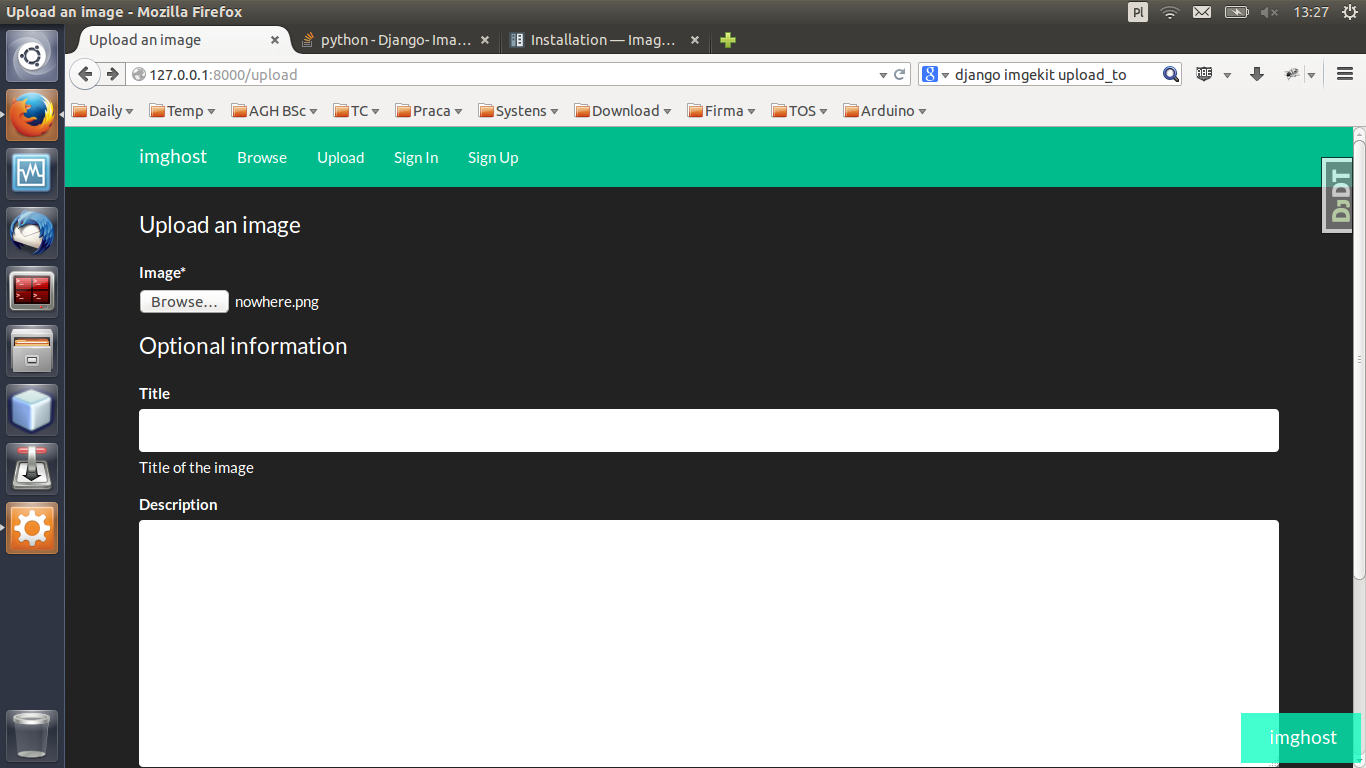 Upload an image - Mozilla Firefox
Pl
13:27
Upload an image
python - Django- Ima...
Installation — Imag...
127.0.0.1:8000/upload
django imgekit upload_to
ABE
Daily
Temp
AGH BSc
TC
Praca
Systens
Download
Firma
TOS
Arduino
imghost
Browse
Upload
Sign In
Sign Up
DJDT
Upload an image
Image*
Browse...
nowhere.png
Optional information
Title
Title of the image
Description
imghost